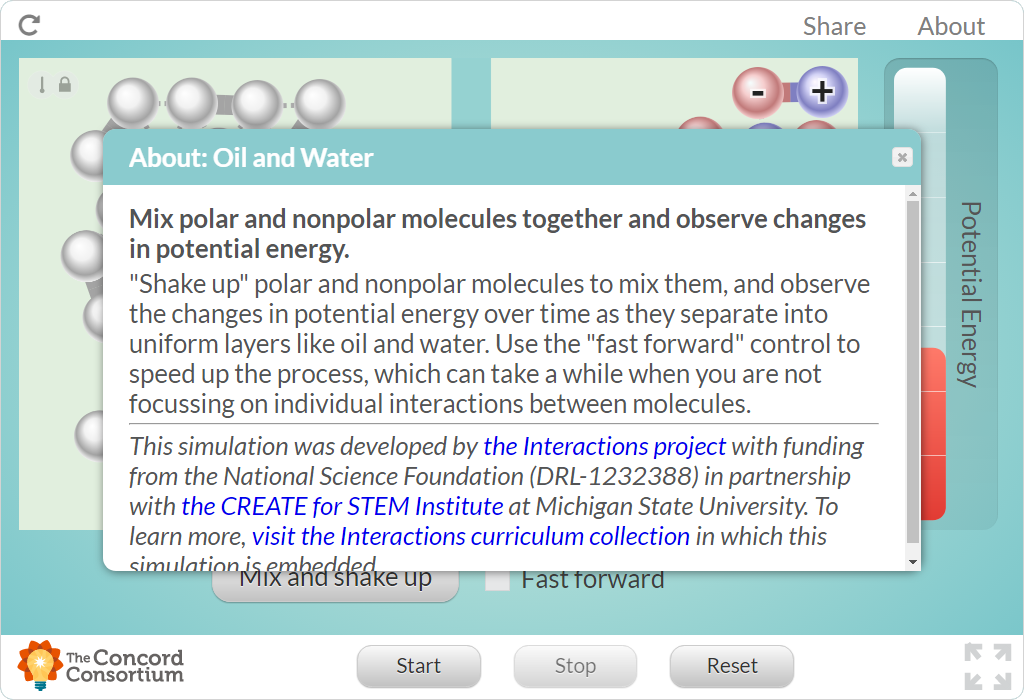 Share About
- +
About: Oil and Water
Mix polar and nonpolar molecules together and observe changes
in potential energy.
"Shake up" polar and nonpolar molecules to mix them, and observe
the changes in potential energy over time as they separate into
uniform layers like oil and water. Use the "fast forward" control to
speed up the process, which can take a while when you are not
focussing on individual interactions between molecules.
This simulation was developed by the Interactions project with funding
from the National Science Foundation (DRL-1232388) in partnership
with the CREATE for STEM Institute at Michigan State University. To
learn more, visit the Interactions curriculum collection in which this
simulation is embedded
Potential Energy
Mix and shake up Fast forward
The Concord
Consortium
Start Stop Reset